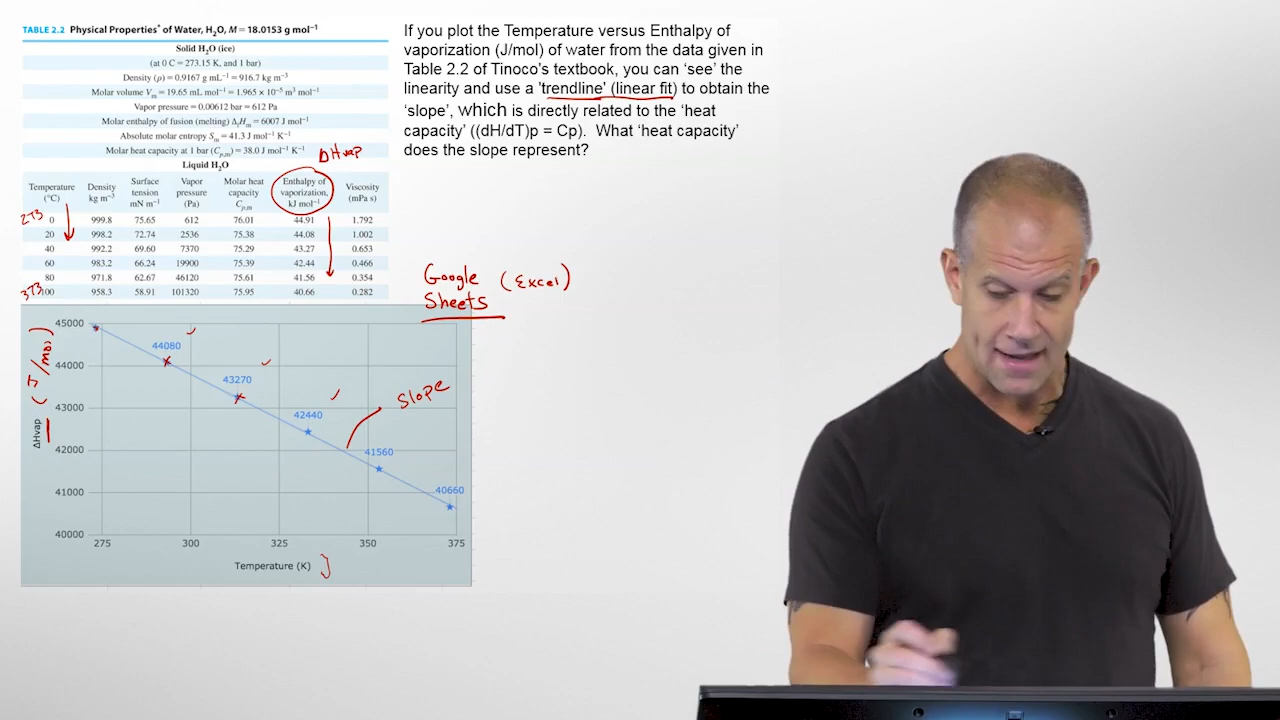 TABLE 2.2 Physical Properties* of Water, H₂O, M = 18.0153 g mol⁻¹
Solid H₂O (ice)
(at 0 C = 273.15 K, and 1 bar)
Density (ρ) = 0.9167 g mL⁻¹ = 916.7 kg m⁻³
Molar volume Vₘ = 19.65 mL mol⁻¹ = 1.965 × 10⁻⁵ m³ mol⁻¹
Vapor pressure = 0.00612 bar = 612 Pa
Molar enthalpy of fusion (melting) ΔfHₘ = 6007 J mol⁻¹
Absolute molar entropy Sₘ = 41.3 J mol⁻¹ K⁻¹
Molar heat capacity at 1 bar (Cp,m) = 38.0 J mol⁻¹ K⁻¹
ΔHvap
Liquid H₂O
Temperature (°C) Density kg m⁻³ Surface tension mN m⁻¹ Vapor pressure (Pa) Molar heat capacity Cp,m Enthalpy of vaporization, kJ mol⁻¹ Viscosity (mPa s)
273 0 999.8 75.65 612 76.01 44.91 1.792
20 998.2 72.74 2536 75.38 44.08 1.002
40 992.2 69.60 7370 75.29 43.27 0.653
60 983.2 66.24 19900 75.39 42.44 0.466
80 971.8 62.67 46120 75.61 41.56 0.354
373 100 958.3 58.91 101320 75.95 40.66 0.282
If you plot the Temperature versus Enthalpy of
vaporization (J/mol) of water from the data given in
Table 2.2 of Tinoco's textbook, you can 'see' the
linearity and use a 'trendline' (linear fit) to obtain the
'slope', which is directly related to the 'heat
capacity' ((dH/dT)p = Cp). What 'heat capacity'
does the slope represent?
Google (Excel)
Sheets
45000
44000
43000
42000
41000
40000
ΔHvap (J/mol)
44080
43270
42440
41560
40660
Slope
275 300 325 350 375
Temperature (K)